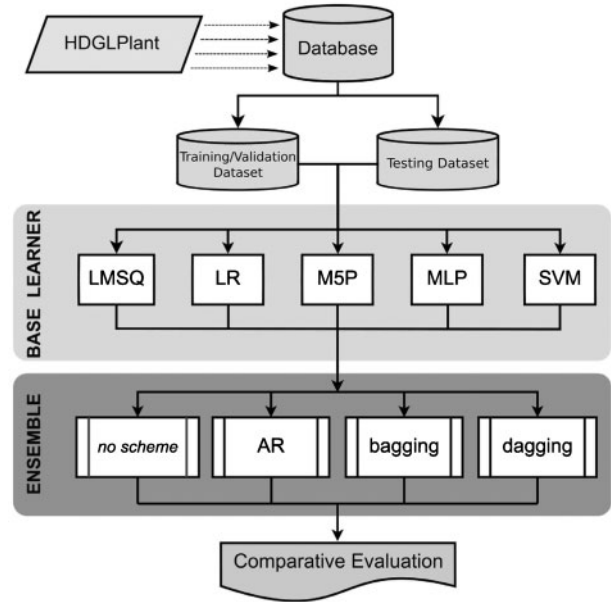 HDGLPlant
Database
Training/Validation
Dataset
Testing Dataset
BASE LEARNER
LMSQ
LR
M5P
MLP
SVM
ENSEMBLE
no scheme
AR
bagging
dagging
Comparative Evaluation